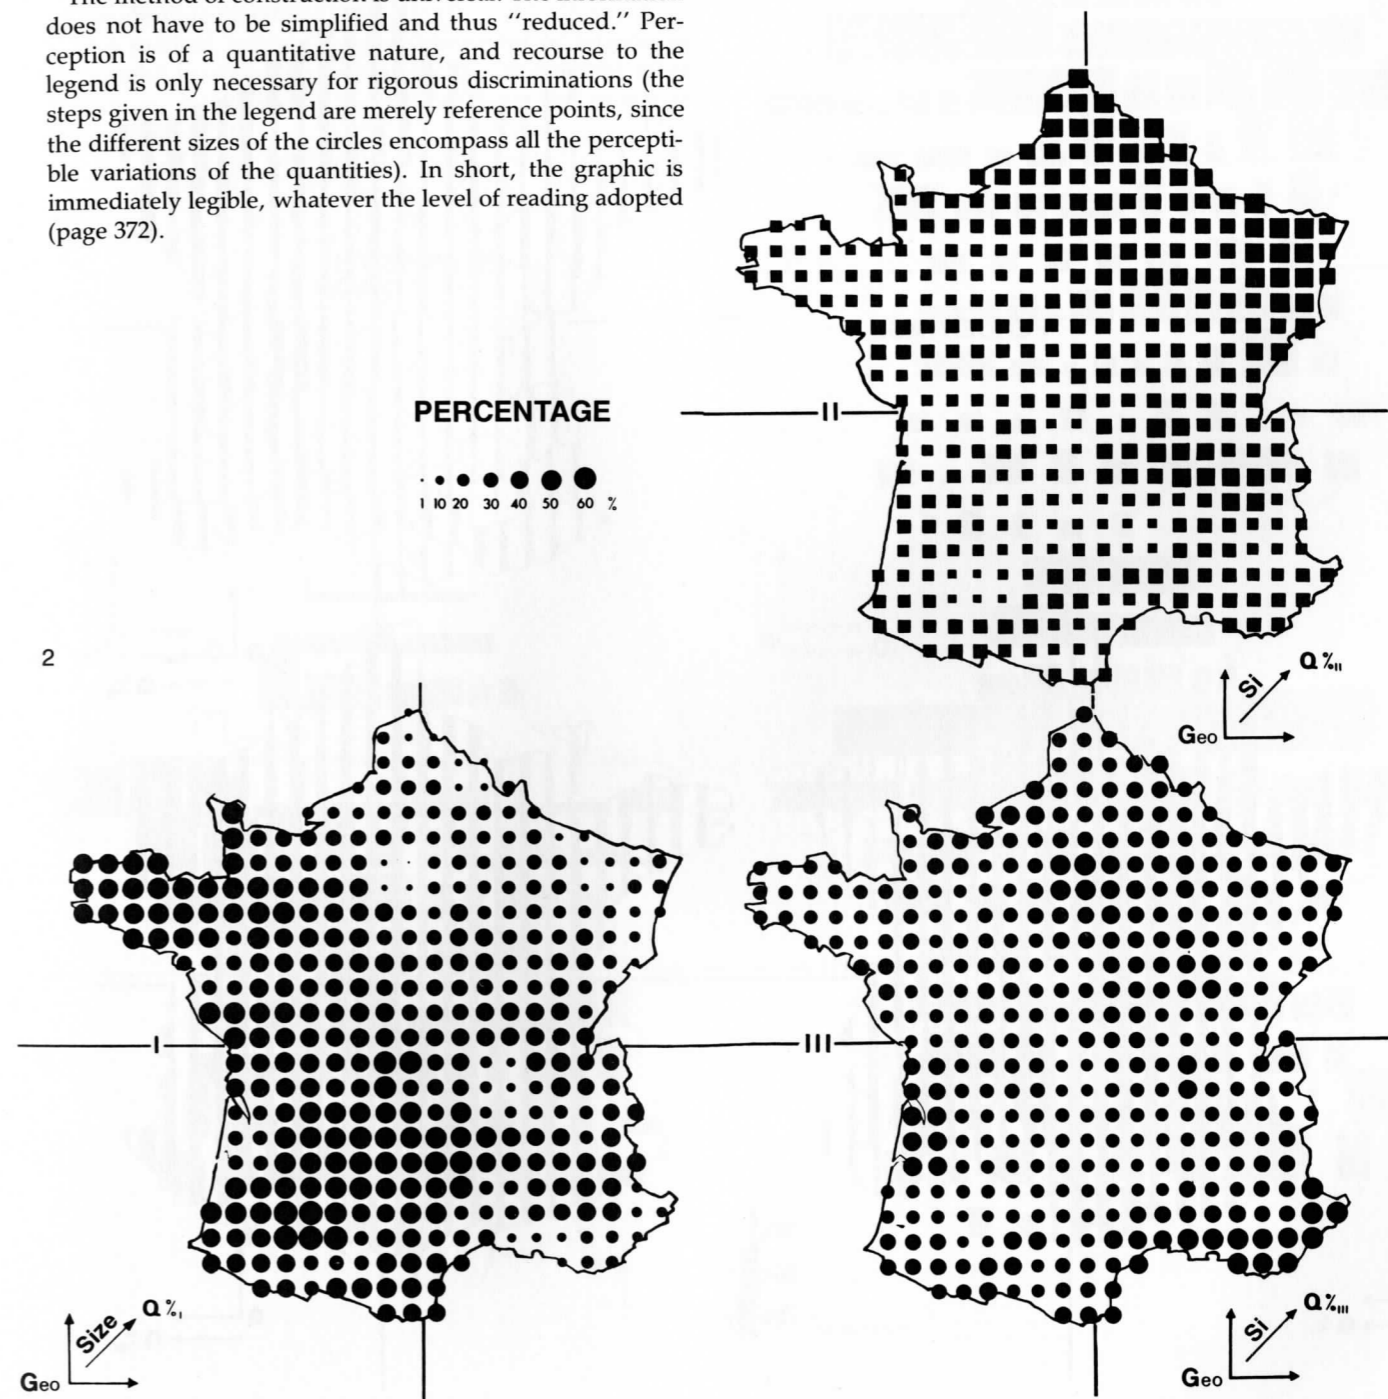 does not have to be simplified and thus “reduced.” Per-
ception is of a quantitative nature, and recourse to the
legend is only necessary for rigorous discriminations (the
steps given in the legend are merely reference points, since
the different sizes of the circles encompass all the percepti-
ble variations of the quantities). In short, the graphic is
immediately legible, whatever the level of reading adopted
(page 372).
PERCENTAGE
1 10 20 30 40 50 60 %
II
2
Si
Q %II
Geo
I
III
Size
Q %I
Geo
Si
Q %III
Geo